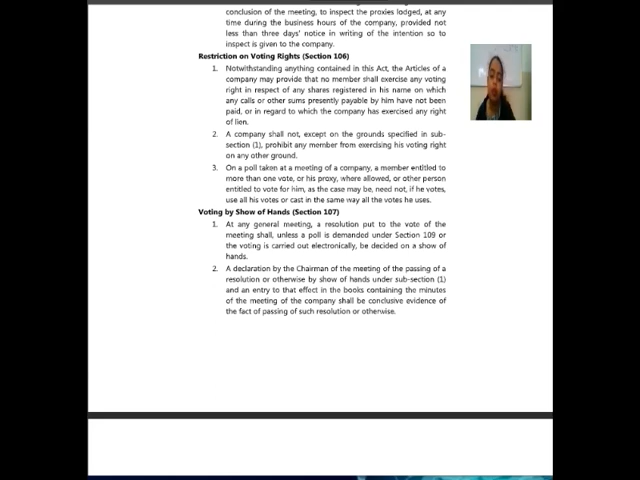 conclusion of the meeting, to inspect the proxies lodged, at any
time during the business hours of the company, provided not
less than three days' notice in writing of the intention so to
inspect is given to the company.
Restriction on Voting Rights (Section 106)
1. Notwithstanding anything contained in this Act, the Articles of a
company may provide that no member shall exercise any voting
right in respect of any shares registered in his name on which
any calls or other sums presently payable by him have not been
paid, or in regard to which the company has exercised any right
of lien.
2. A company shall not, except on the grounds specified in sub-
section (1), prohibit any member from exercising his voting right
on any other ground.
3. On a poll taken at a meeting of a company, a member entitled to
more than one vote, or his proxy, where allowed, or other person
entitled to vote for him, as the case may be, need not, if he votes,
use all his votes or cast in the same way all the votes he uses.
Voting by Show of Hands (Section 107)
1. At any general meeting, a resolution put to the vote of the
meeting shall, unless a poll is demanded under Section 109 or
the voting is carried out electronically, be decided on a show of
hands.
2. A declaration by the Chairman of the meeting of the passing of a
resolution or otherwise by show of hands under sub-section (1)
and an entry to that effect in the books containing the minutes
of the meeting of the company shall be conclusive evidence of
the fact of passing of such resolution or otherwise.